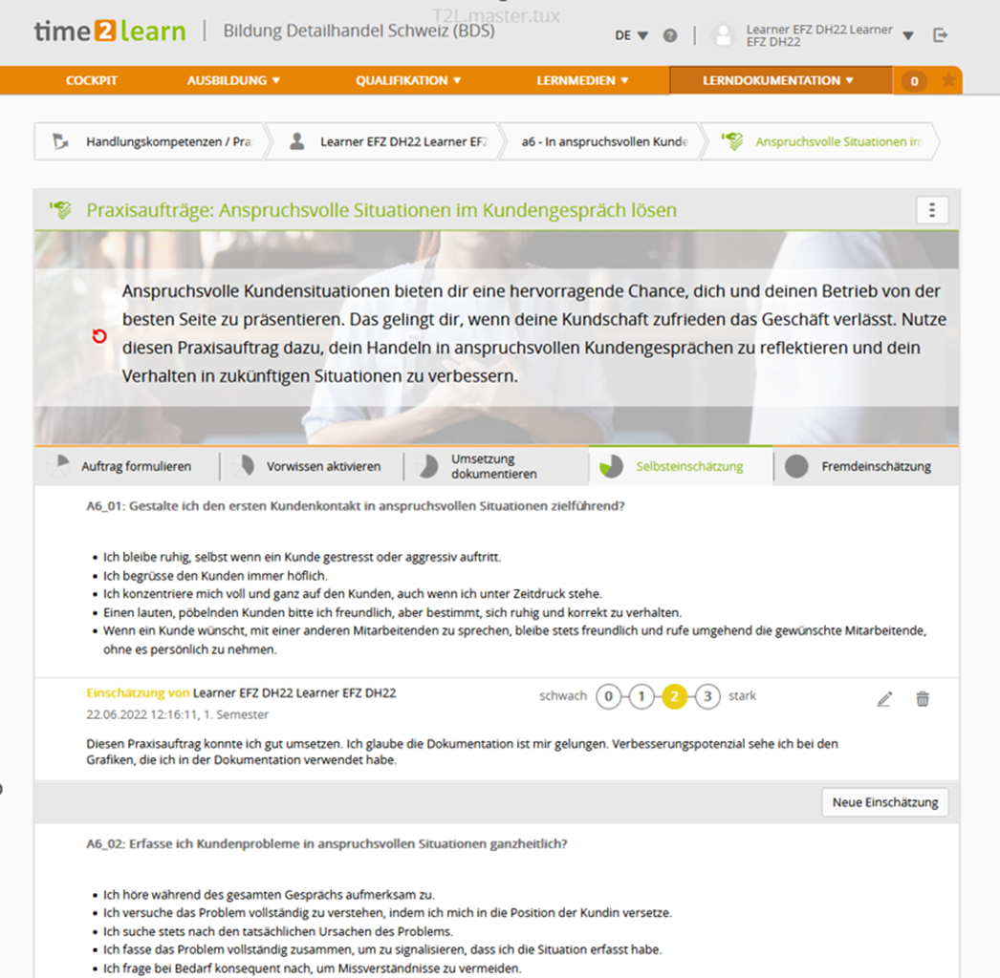 T2L.master.tux
time2learn | Bildung Detailhandel Schweiz (BDS)
DE
Learner EFZ DH22 Learner
EFZ DH22
COCKPIT AUSBILDUNG QUALIFIKATION LERNMEDIEN LERNDOKUMENTATION 0
Handlungskompetenzen / Pra Learner EFZ DH22 Learner EFZ a6 - In anspruchsvollen Kunde Anspruchsvolle Situationen im
Praxisaufträge: Anspruchsvolle Situationen im Kundengespräch lösen
Anspruchsvolle Kundensituationen bieten dir eine hervorragende Chance, dich und deinen Betrieb von der
besten Seite zu präsentieren. Das gelingt dir, wenn deine Kundschaft zufrieden das Geschäft verlässt. Nutze
diesen Praxisauftrag dazu, dein Handeln in anspruchsvollen Kundengesprächen zu reflektieren und dein
Verhalten in zukünftigen Situationen zu verbessern.
Auftrag formulieren
Vorwissen aktivieren
Umsetzung
dokumentieren
Selbsteinschätzung
Fremdeinschätzung
A6_01: Gestalte ich den ersten Kundenkontakt in anspruchsvollen Situationen zielführend?
• Ich bleibe ruhig, selbst wenn ein Kunde gestresst oder aggressiv auftritt.
• Ich begrüsse den Kunden immer höflich.
• Ich konzentriere mich voll und ganz auf den Kunden, auch wenn ich unter Zeitdruck stehe.
• Einen lauten, pöbelnden Kunden bitte ich freundlich, aber bestimmt, sich ruhig und korrekt zu verhalten.
• Wenn ein Kunde wünscht, mit einer anderen Mitarbeitenden zu sprechen, bleibe stets freundlich und rufe umgehend die gewünschte Mitarbeitende,
ohne es persönlich zu nehmen.
Einschätzung von Learner EFZ DH22 Learner EFZ DH22
schwach 0 1 2 3 stark
22.06.2022 12:16:11, 1. Semester
Diesen Praxisauftrag konnte ich gut umsetzen. Ich glaube die Dokumentation ist mir gelungen. Verbesserungspotenzial sehe ich bei den
Grafiken, die ich in der Dokumentation verwendet habe.
Neue Einschätzung
A6_02: Erfasse ich Kundenprobleme in anspruchsvollen Situationen ganzheitlich?
• Ich höre während des gesamten Gesprächs aufmerksam zu.
• Ich versuche das Problem vollständig zu verstehen, indem ich mich in die Position der Kundin versetze.
• Ich suche stets nach den tatsächlichen Ursachen des Problems.
• Ich fasse das Problem vollständig zusammen, um zu signalisieren, dass ich die Situation erfasst habe.
• Ich frage bei Bedarf konsequent nach, um Missverständnisse zu vermeiden.